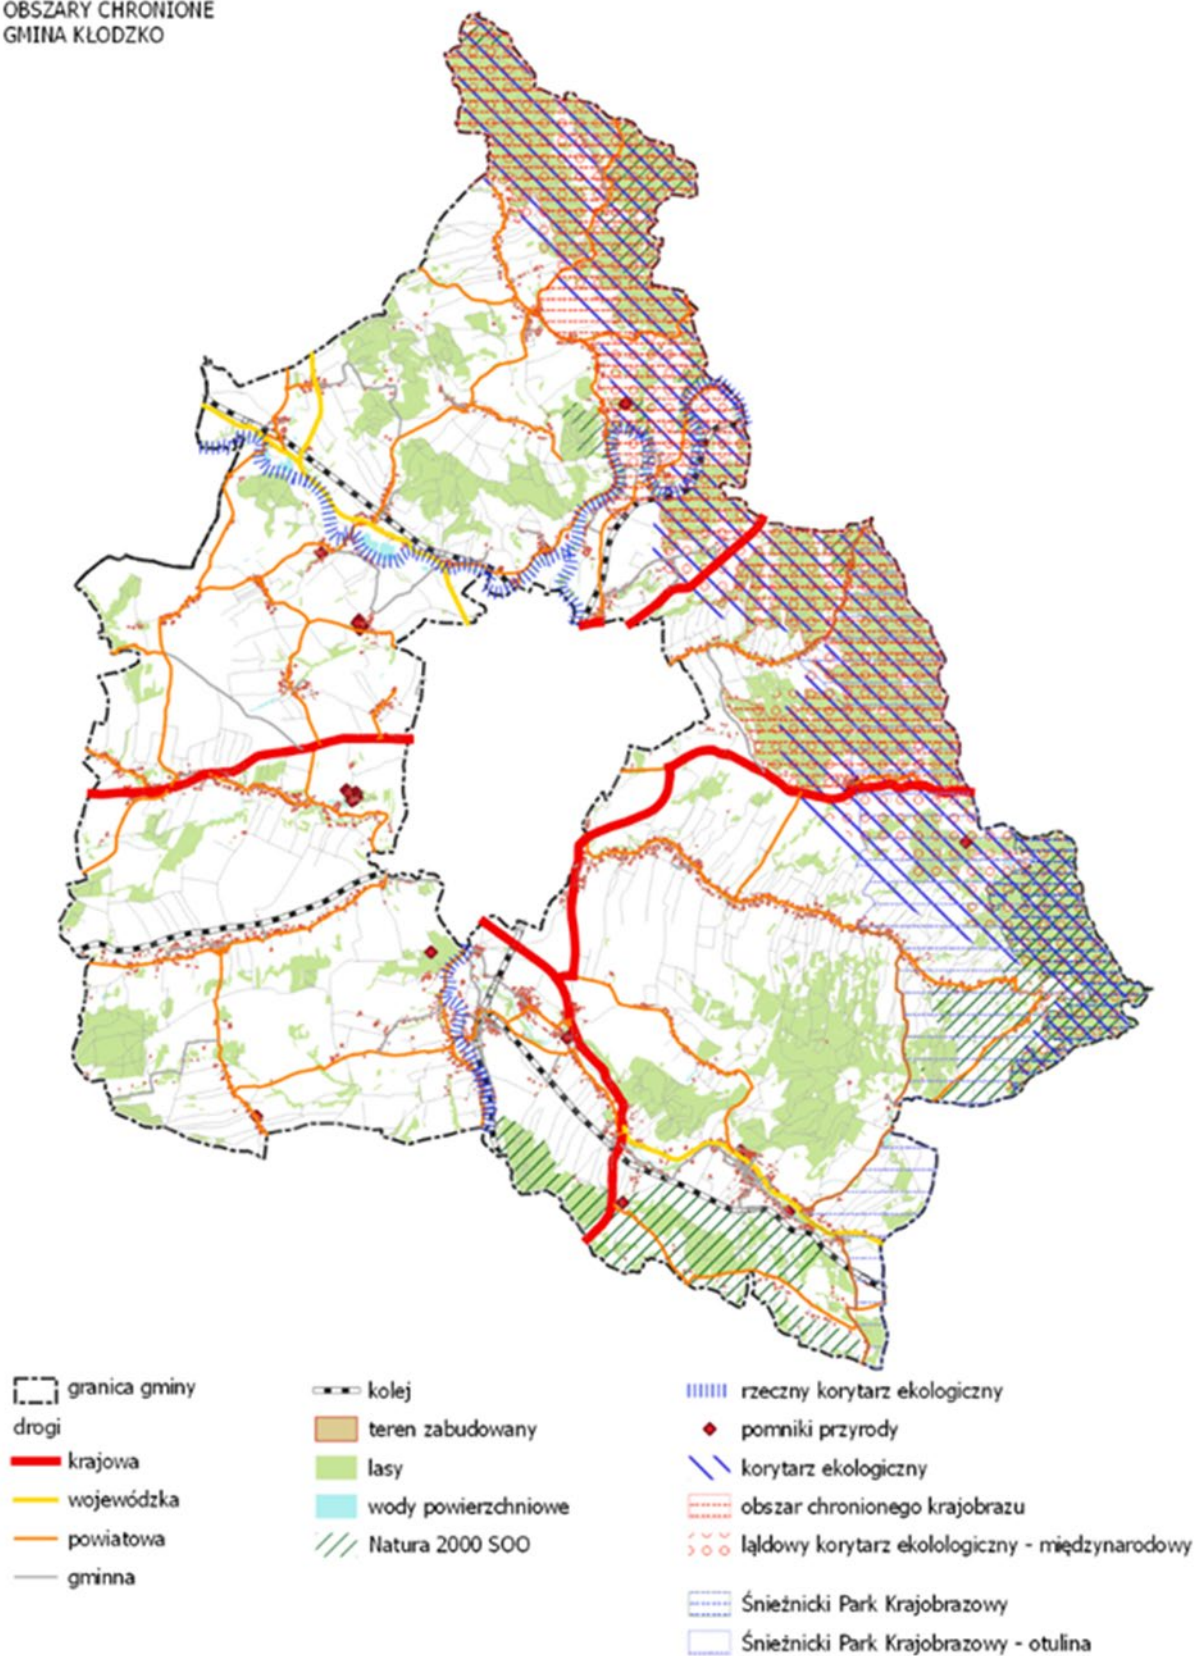 OBSZARY CHRONIONE
GMINA KŁODZKO
granica gminy
drogi
krajowa
wojewódzka
powiatowa
gminna
kolej
teren zabudowany
lasy
wody powierzchniowe
Natura 2000 SOO
rzeczny korytarz ekologiczny
pomniki przyrody
korytarz ekologiczny
obszar chronionego krajobrazu
ląldowy korytarz ekolologiczny - międzynarodowy
Śnieżnicki Park Krajobrazowy
Śnieżnicki Park Krajobrazowy - otulina